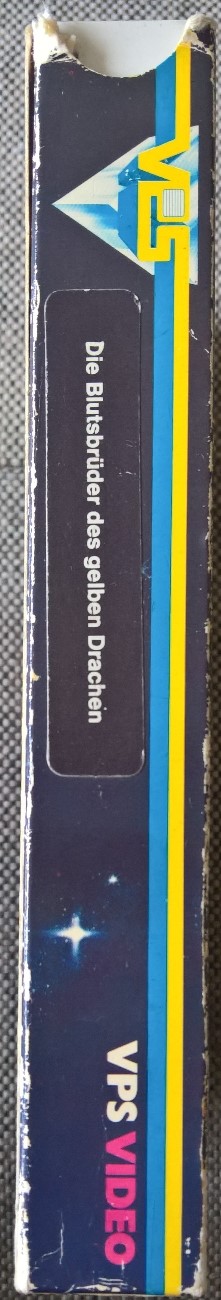 VPS
Die Blutsbrüder des gelben Drachen
VPS VIDEO